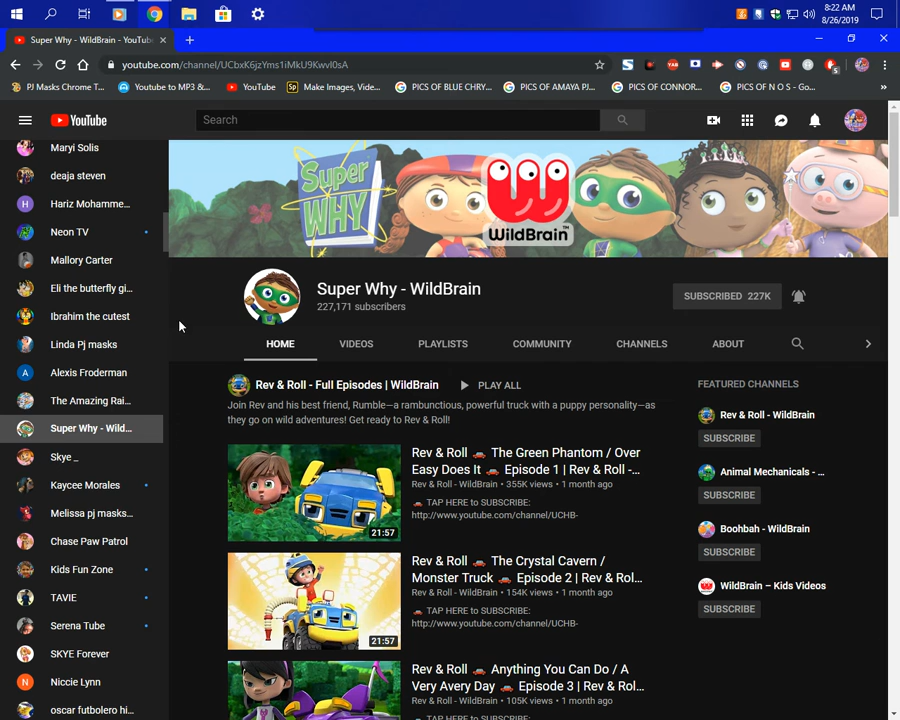 8:22 AM
8/26/2019
Super Why - WildBrain - YouTub
youtube.com/channel/UCbxK6jzYms1iMkU9Kwvl0sA
PJ Masks Chrome T...
Youtube to MP3 &...
YouTube
Sp Make Images, Vide...
PICS OF BLUE CHRY...
PICS OF AMAYA PJ...
PICS OF CONNOR...
PICS OF N O S - Go...
YouTube
Search
Maryi Solis
deaja steven
H Hariz Mohamme...
Neon TV
Mallory Carter
Eli the butterfly gi...
Ibrahim the cutest
Linda Pj masks
A Alexis Froderman
The Amazing Rai...
Super Why - Wild...
Skye _
Kaycee Morales
Melissa pj masks...
Chase Paw Patrol
Kids Fun Zone
TAVIE
Serena Tube
SKYE Forever
N Niccie Lynn
oscar futbolero hi...
SUPER
WHY
WildBrain™
Super Why - WildBrain
227,171 subscribers
SUBSCRIBED 227K
HOME
VIDEOS
PLAYLISTS
COMMUNITY
CHANNELS
ABOUT
Rev & Roll - Full Episodes | WildBrain
PLAY ALL
Join Rev and his best friend, Rumble—a rambunctious, powerful truck with a puppy personality—as
they go on wild adventures! Get ready to Rev & Roll!
21:57
Rev & Roll 🚗 The Green Phantom / Over
Easy Does It 🚗 Episode 1 | Rev & Roll -...
Rev & Roll - WildBrain • 355K views • 1 month ago
🚗 TAP HERE to SUBSCRIBE:
http://www.youtube.com/channel/UCHB-
21:57
Rev & Roll 🚗 The Crystal Cavern /
Monster Truck 🚗 Episode 2 | Rev & Rol...
Rev & Roll - WildBrain • 154K views • 1 month ago
🚗 TAP HERE to SUBSCRIBE:
http://www.youtube.com/channel/UCHB-
Rev & Roll 🚗 Anything You Can Do / A
Very Avery Day 🚗 Episode 3 | Rev & Rol...
Rev & Roll - WildBrain • 105K views • 1 month ago
FEATURED CHANNELS
Rev & Roll - WildBrain
SUBSCRIBE
Animal Mechanicals - ...
SUBSCRIBE
Boohbah - WildBrain
SUBSCRIBE
WildBrain – Kids Videos
SUBSCRIBE